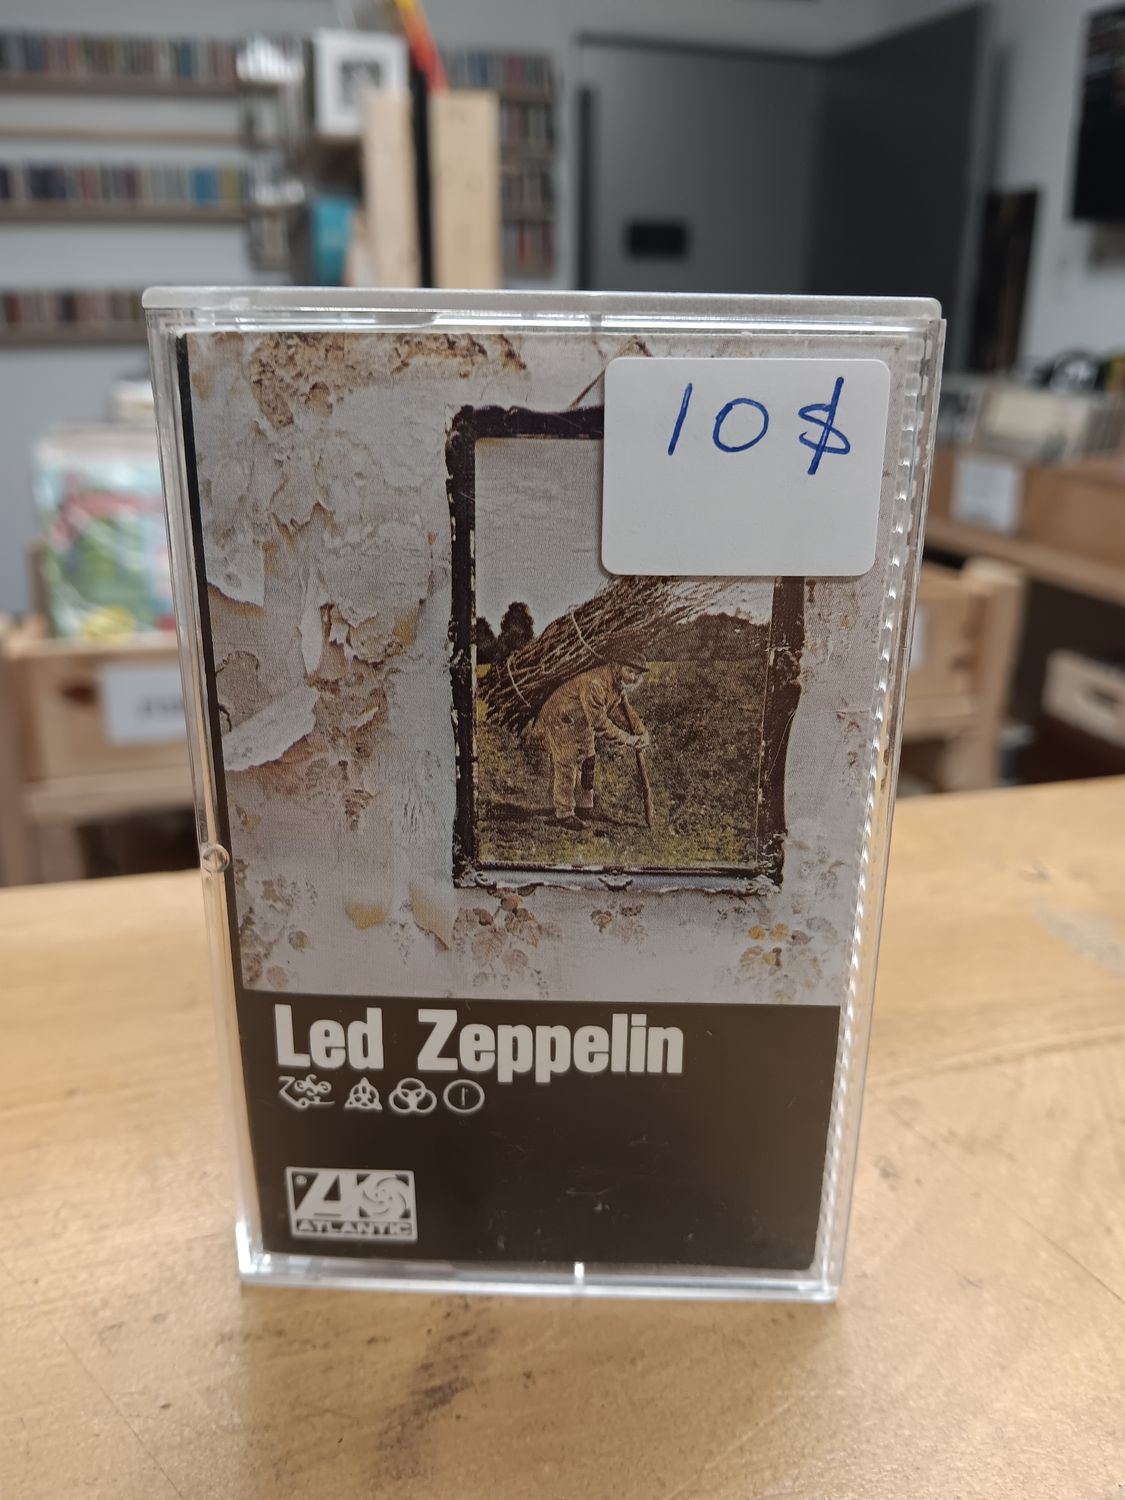 10$
Led Zeppelin
ATLANTIC